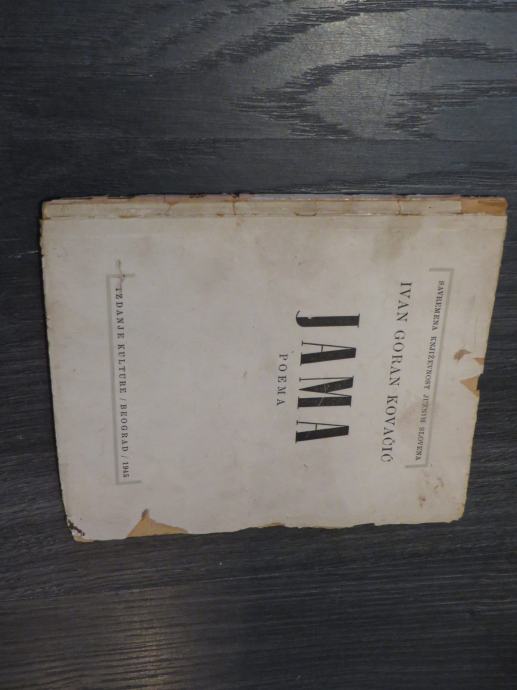 SAVREMENA KNJIŽEVNOST JUŽNIH SLOVENA
IVAN GORAN KOVAČIĆ
JAMA
POEMA
IZDANJE KULTURE / BEOGRAD / 1945